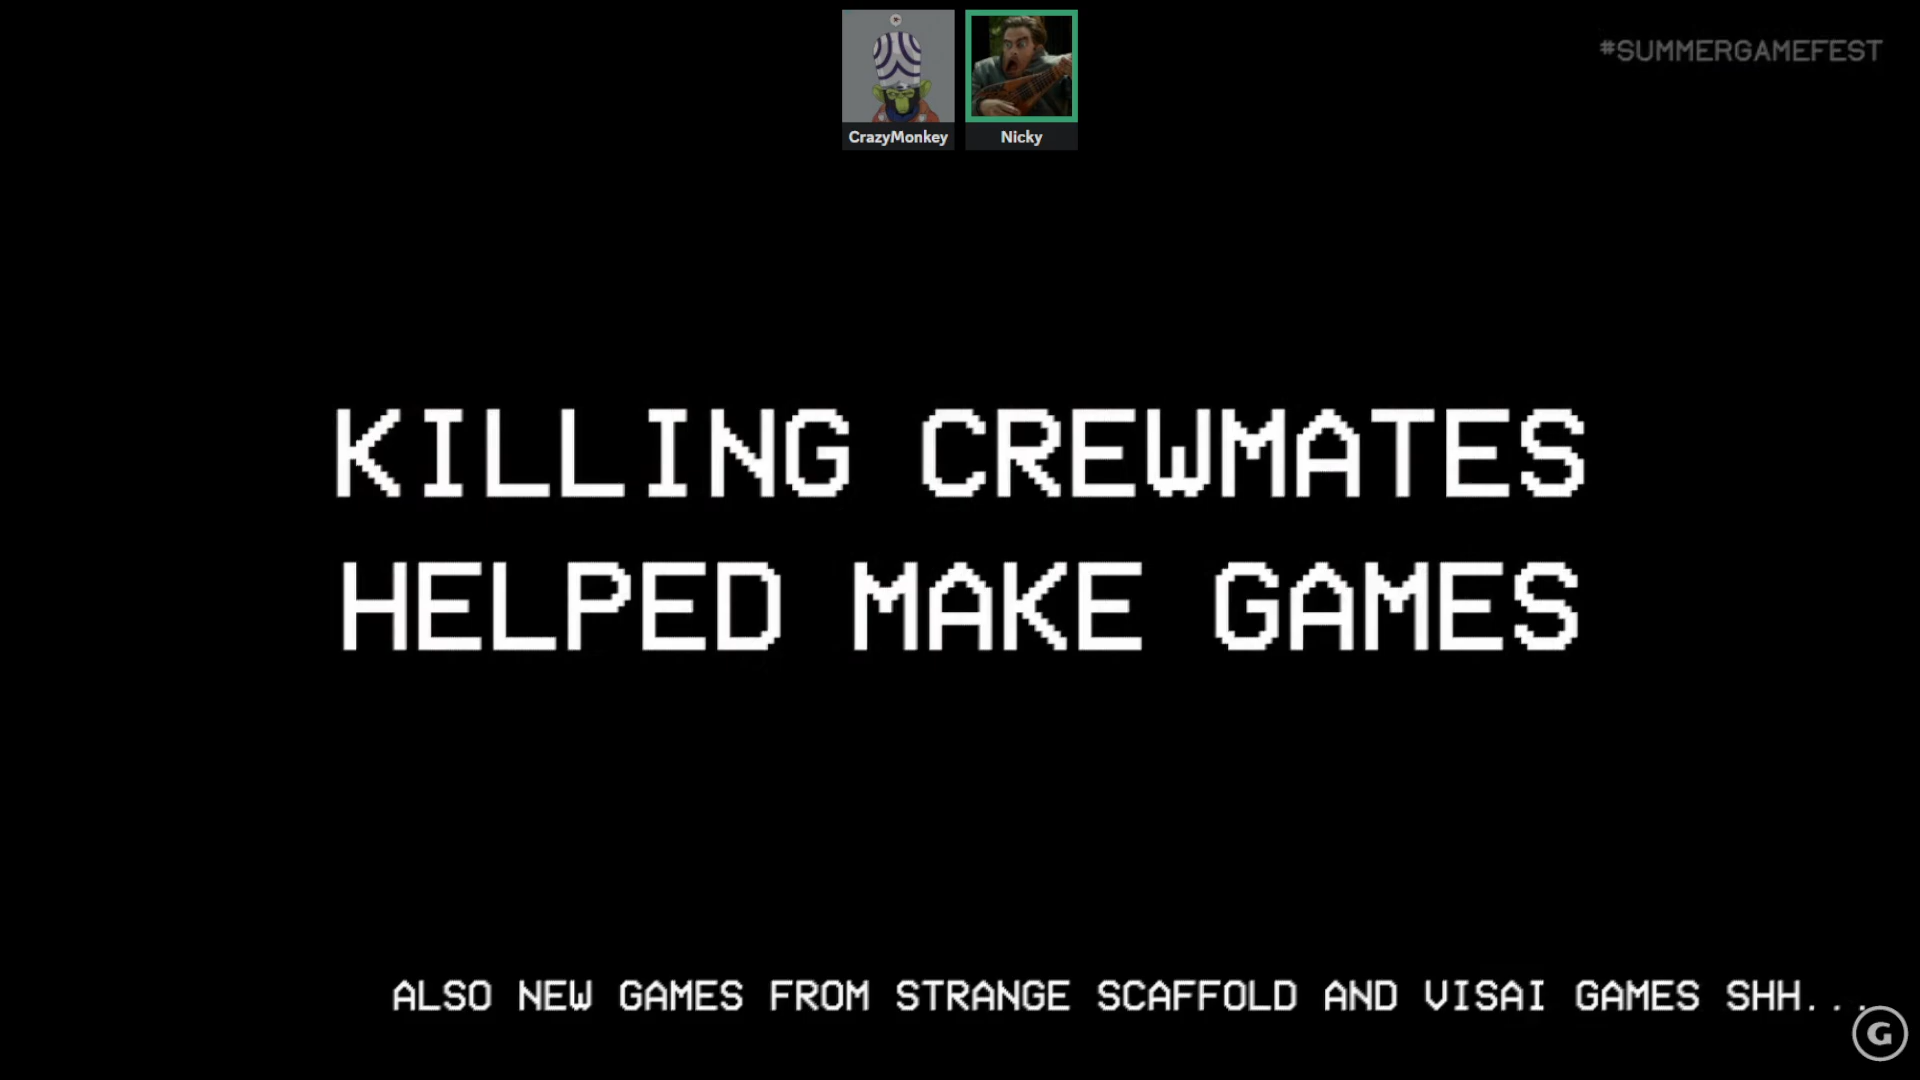 #SUMMERGAMEFEST
CrazyMonkey
Nicky
KILLING CREWMATES
HELPED MAKE GAMES
ALSO NEW GAMES FROM STRANGE SCAFFOLD AND VISAI GAMES SHH...
G